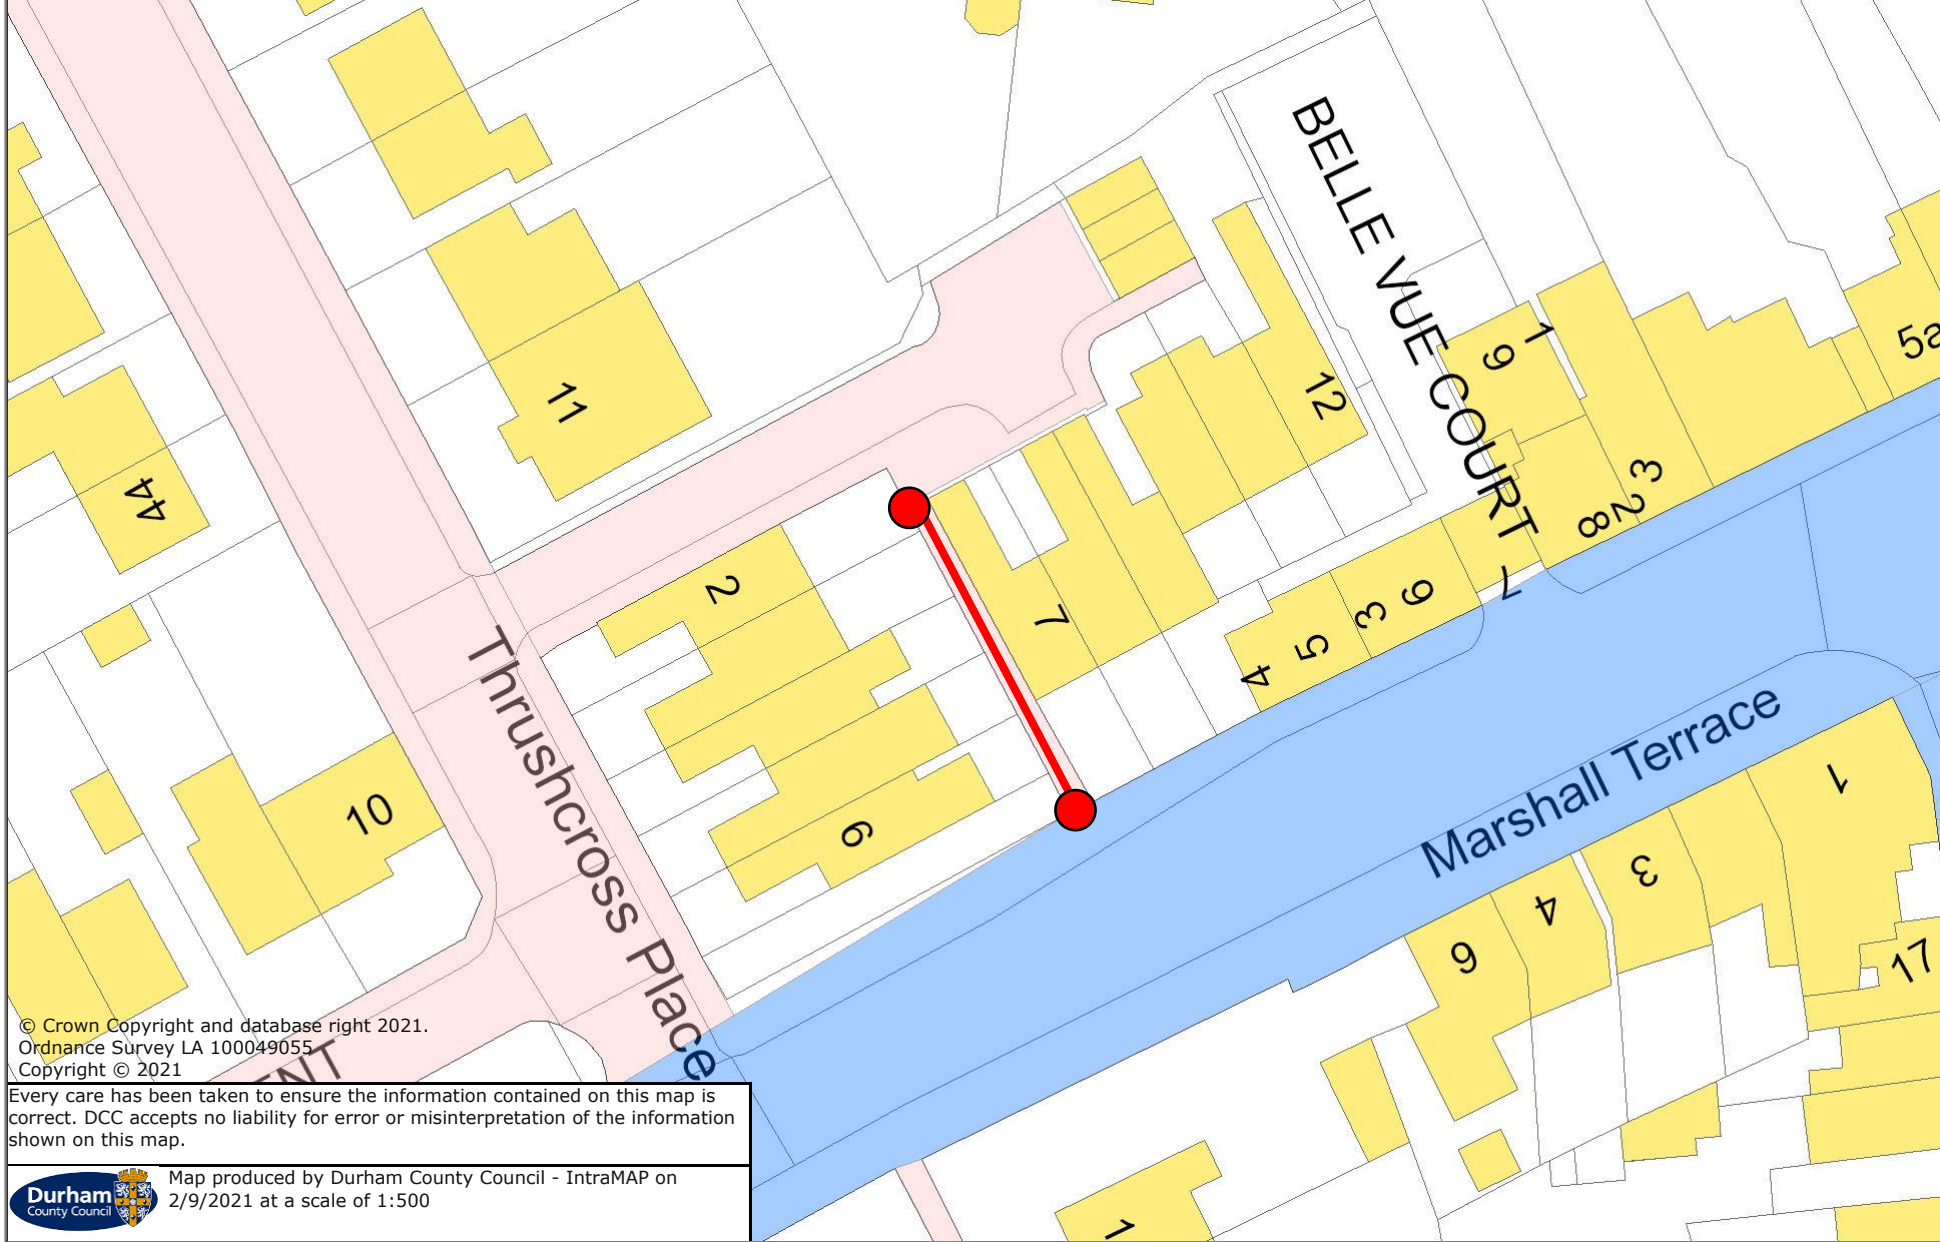 BELLE VUE COURT
1
9
5a
11
12
44
3
2
8
2
7
3
6
7
5
4
Thrushcross Place
Marshall Terrace
10
9
1
3
4
6
17
© Crown Copyright and database right 2021.
Ordnance Survey LA 100049055
Copyright © 2021
ENT
Every care has been taken to ensure the information contained on this map is
correct. DCC accepts no liability for error or misinterpretation of the information
shown on this map.
Durham
County Council
Map produced by Durham County Council - IntraMAP on
2/9/2021 at a scale of 1:500
1